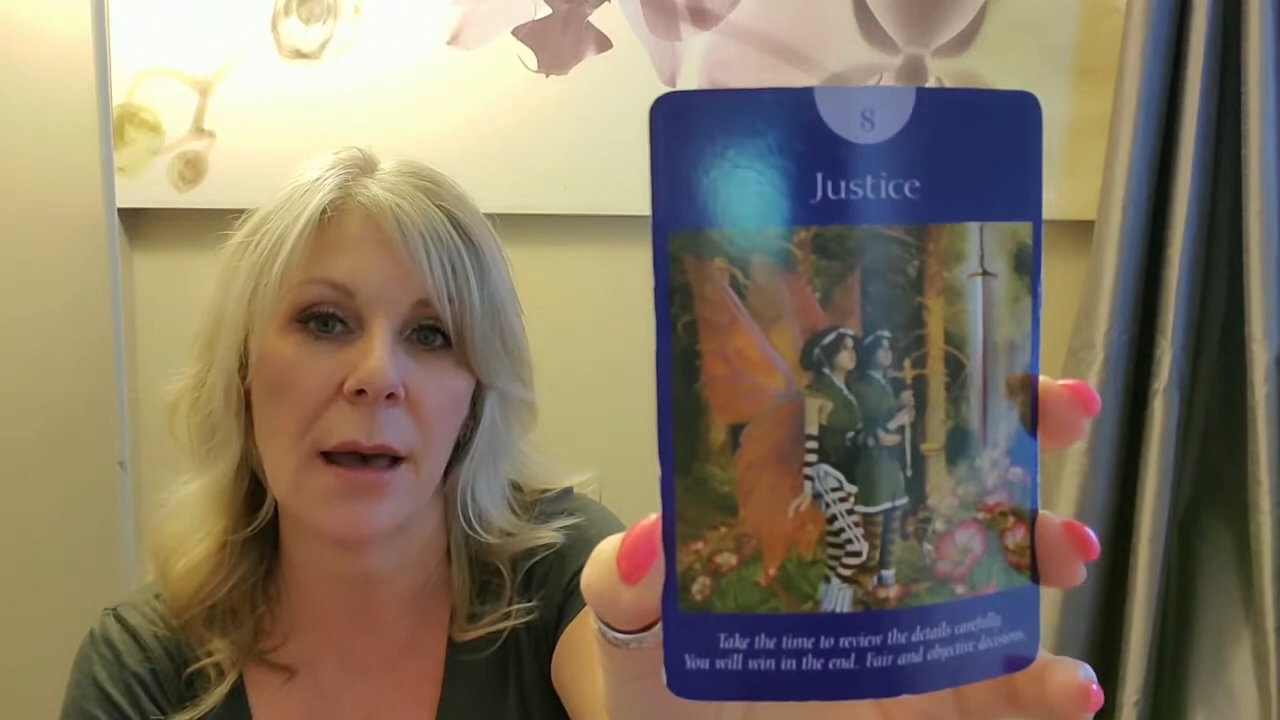 8
Justice
Take the time to review the details carefully.
You will win in the end. Fair and objective decisions.